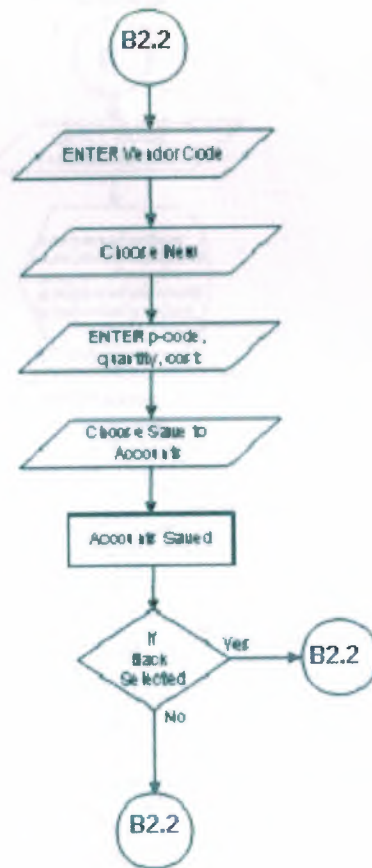 B2.2
ENTER Vendor Code
Choose New
ENTER p-code,
quantity, cost
Choose Save to
Accounts
Accounts Saved
If
Back
Selected
Yes
B2.2
No
B2.2